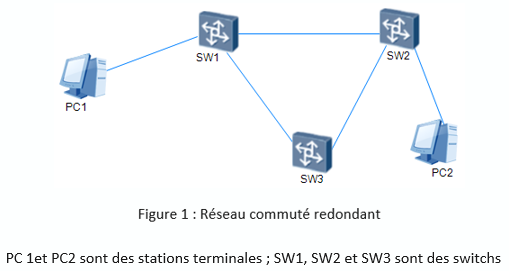 SW1
SW2
PC1
SW3
PC2
Figure 1 : Réseau commuté redondant
PC 1et PC2 sont des stations terminales ; SW1, SW2 et SW3 sont des switchs